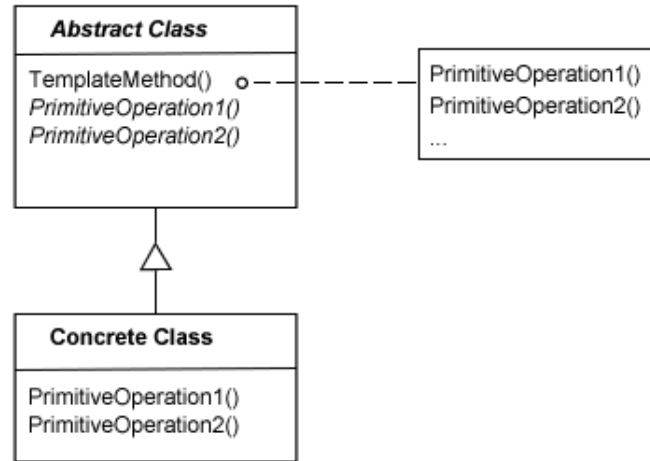 Abstract Class
TemplateMethod()
PrimitiveOperation1()
PrimitiveOperation2()
PrimitiveOperation1()
PrimitiveOperation2()
...
Concrete Class
PrimitiveOperation1()
PrimitiveOperation2()